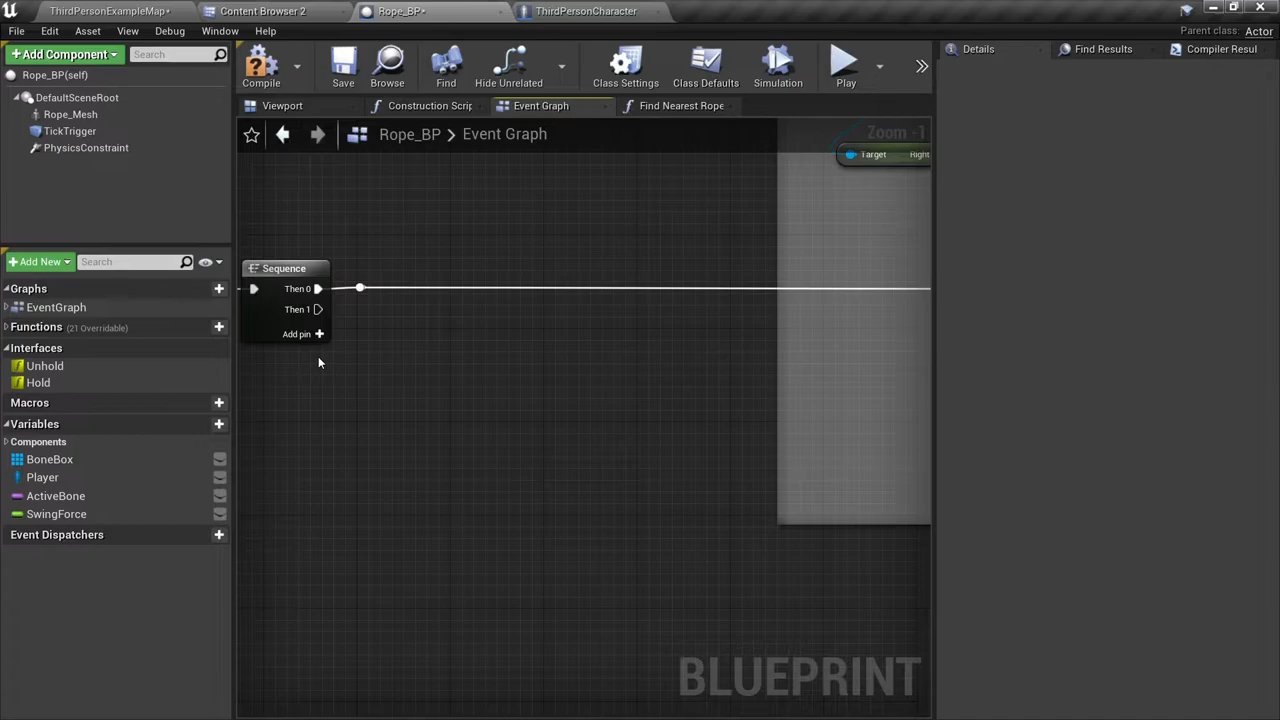 ThirdPersonExampleMap•
Content Browser 2
Rope_BP•
ThirdPersonCharacter
File
Edit
Asset
View
Debug
Window
Help
Parent class: Actor
+Add Component
Search
Compile
Save
Browse
Find
Hide Unrelated
Class Settings
Class Defaults
Simulation
Play
Details
Find Results
Compiler Resul
Rope_BP(self)
DefaultSceneRoot
Rope_Mesh
TickTrigger
PhysicsConstraint
Viewport
Construction Scrip
Event Graph
Find Nearest Rope
Rope_BP > Event Graph
Zoom -1
Target
Right
+Add New
Search
Graphs
EventGraph
Functions (21 Overridable)
Interfaces
Unhold
Hold
Macros
Variables
Components
BoneBox
Player
ActiveBone
SwingForce
Event Dispatchers
Sequence
Then 0
Then 1
Add pin +
BLUEPRINT